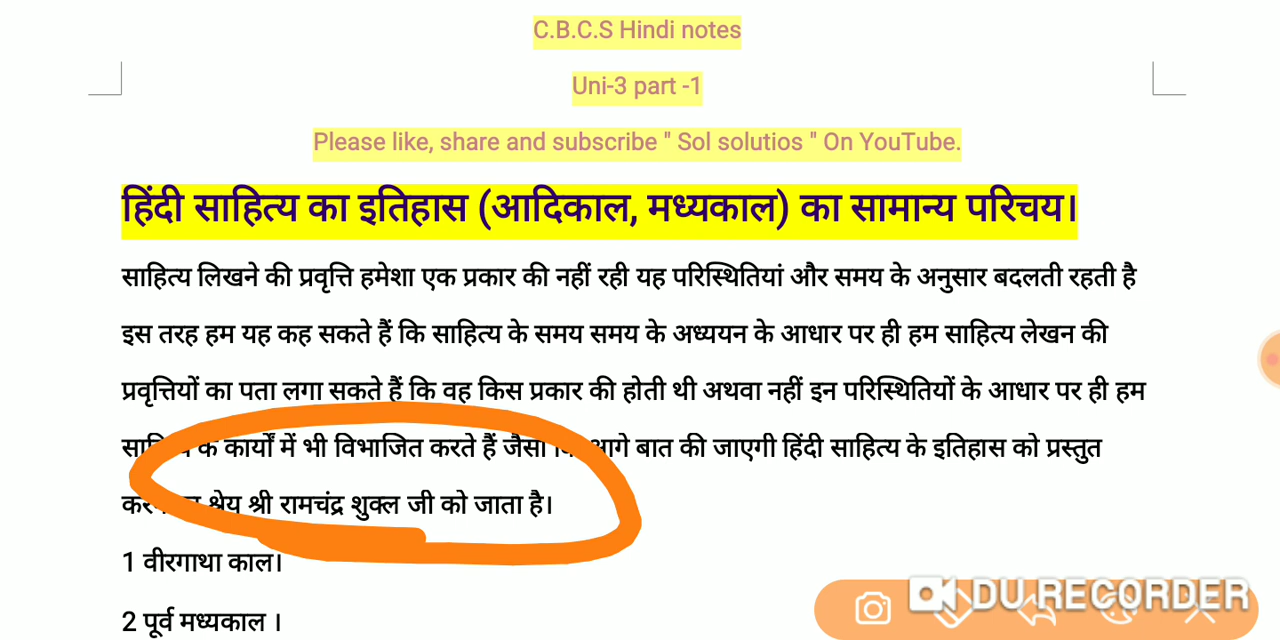 C.B.C.S Hindi notes
Uni-3 part -1
Please like, share and subscribe " Sol solutios " On YouTube.
हिंदी साहित्य का इतिहास (आदिकाल, मध्यकाल) का सामान्य परिचय।
साहित्य लिखने की प्रवृत्ति हमेशा एक प्रकार की नहीं रही यह परिस्थितियां और समय के अनुसार बदलती रहती है
इस तरह हम यह कह सकते हैं कि साहित्य के समय समय के अध्ययन के आधार पर ही हम साहित्य लेखन की
प्रवृत्तियों का पता लगा सकते हैं कि वह किस प्रकार की होती थी अथवा नहीं इन परिस्थितियों के आधार पर ही हम
के कार्यों में भी विभाजित करते हैं जैसा आगे बात की जाएगी हिंदी साहित्य के इतिहास को प्रस्तुत
श्रेय श्री रामचंद्र शुक्ल जी को जाता है।
1 वीरगाथा काल।
2 पूर्व मध्यकाल ।
DU RECORDER